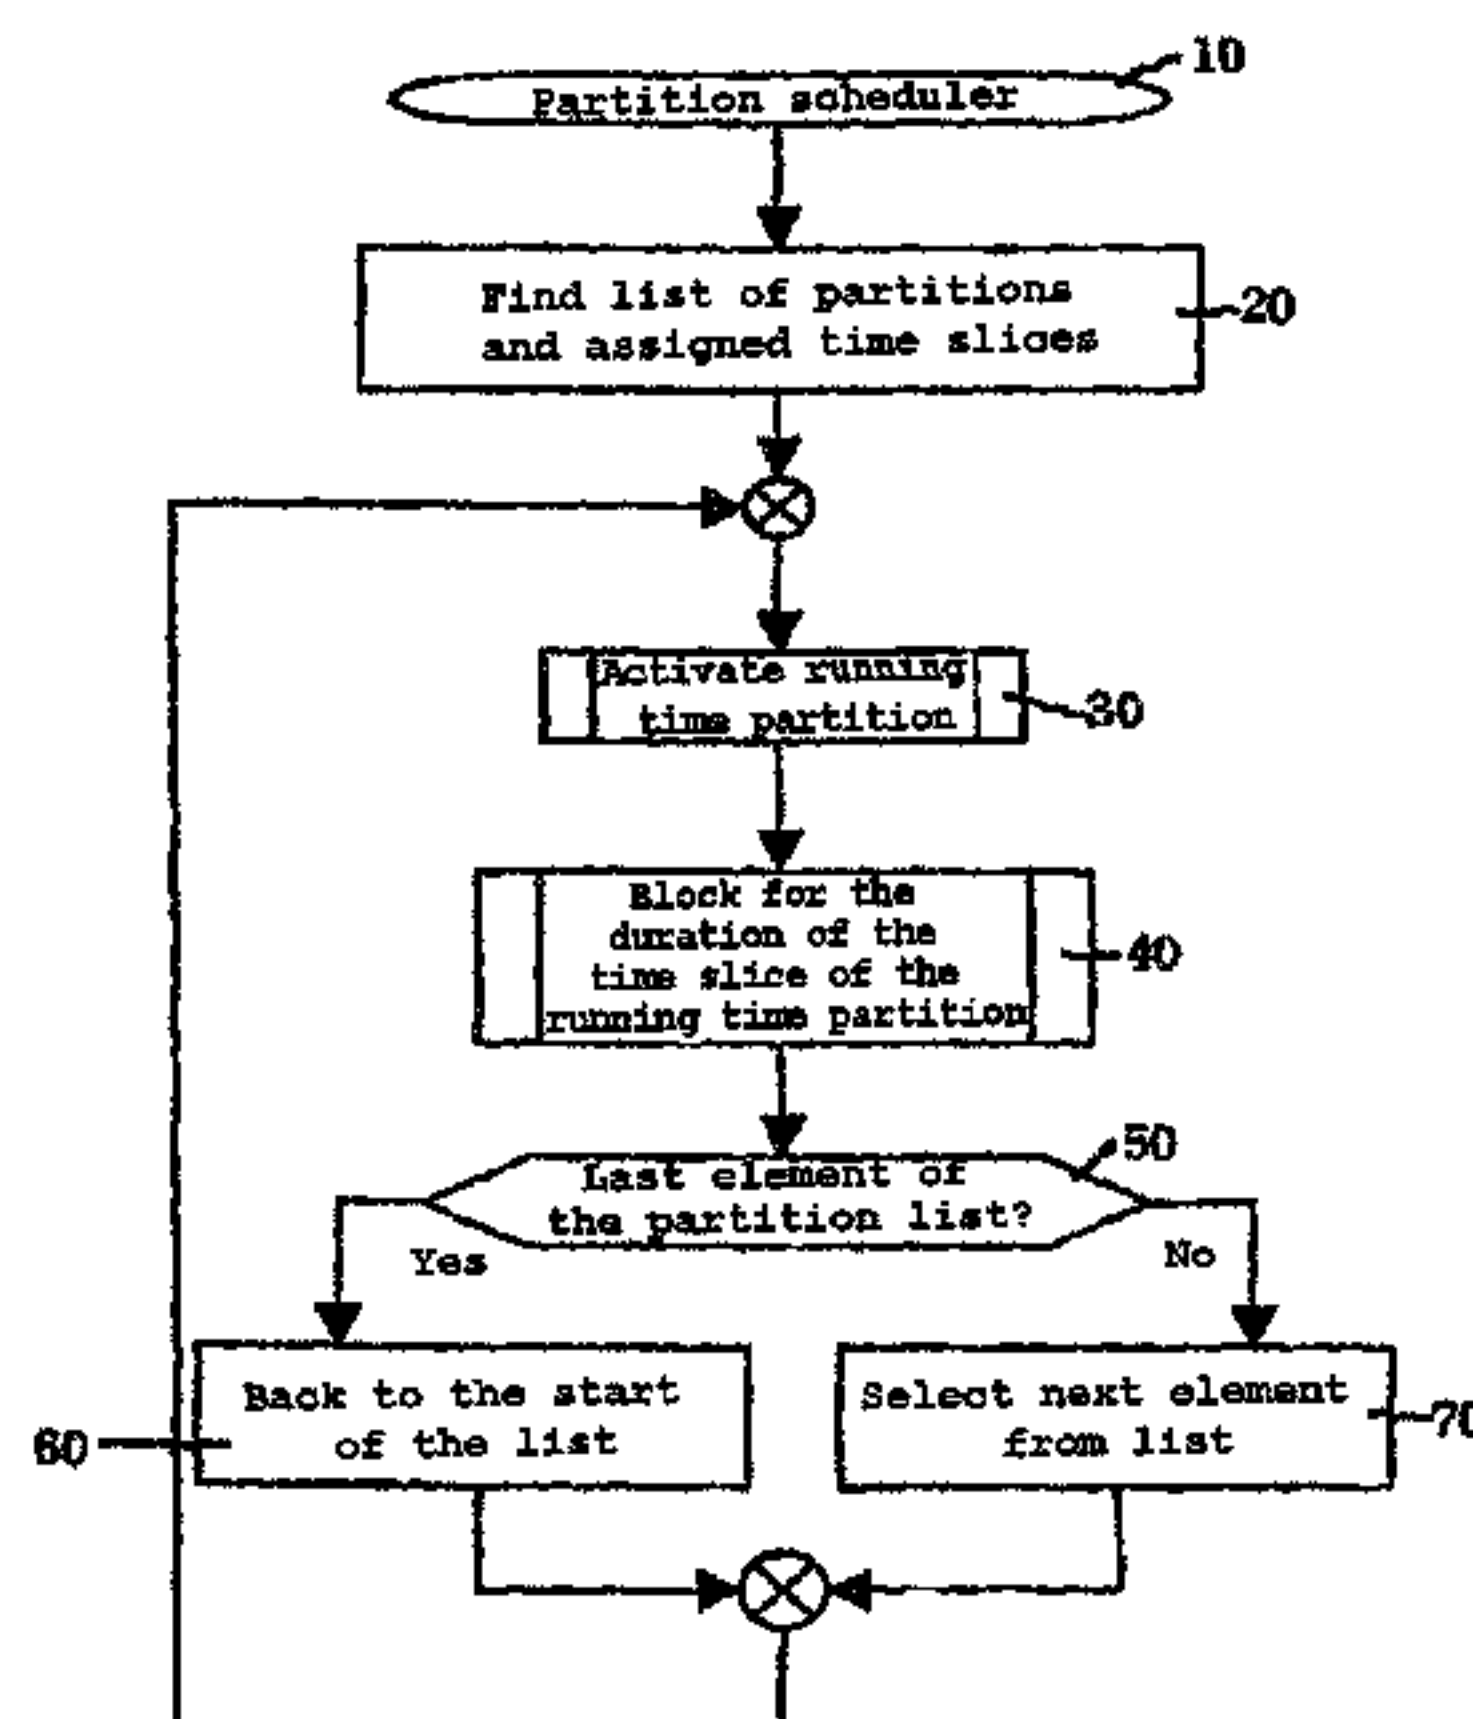 10
Partition scheduler
Find list of partitions
and assigned time slices
20
Activate running
time partition
30
Block for the
duration of the
time slice of the
running time partition
40
50
Last element of
the partition list?
Yes
No
Back to the start
of the list
60
Select next element
from list
70